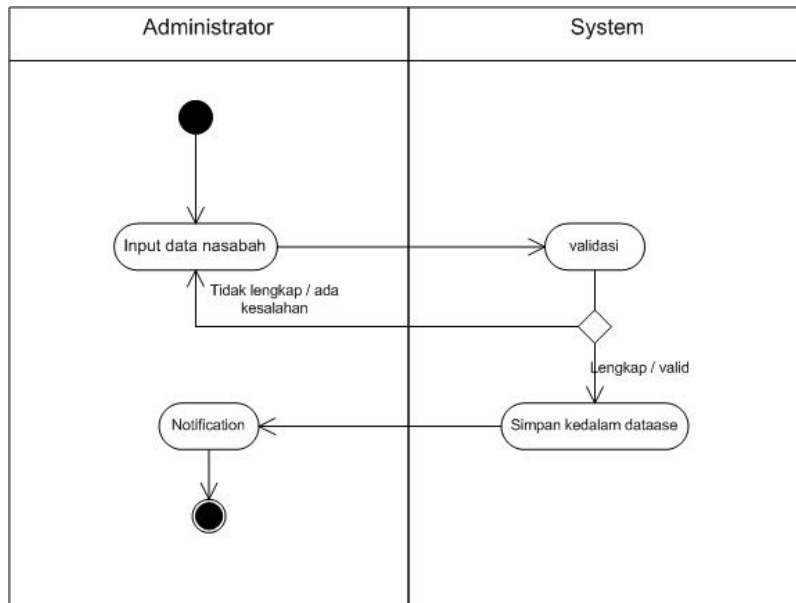 Administrator
System
Input data nasabah
validasi
Tidak lengkap / ada
kesalahan
Lengkap / valid
Notification
Simpan kedalam dataase